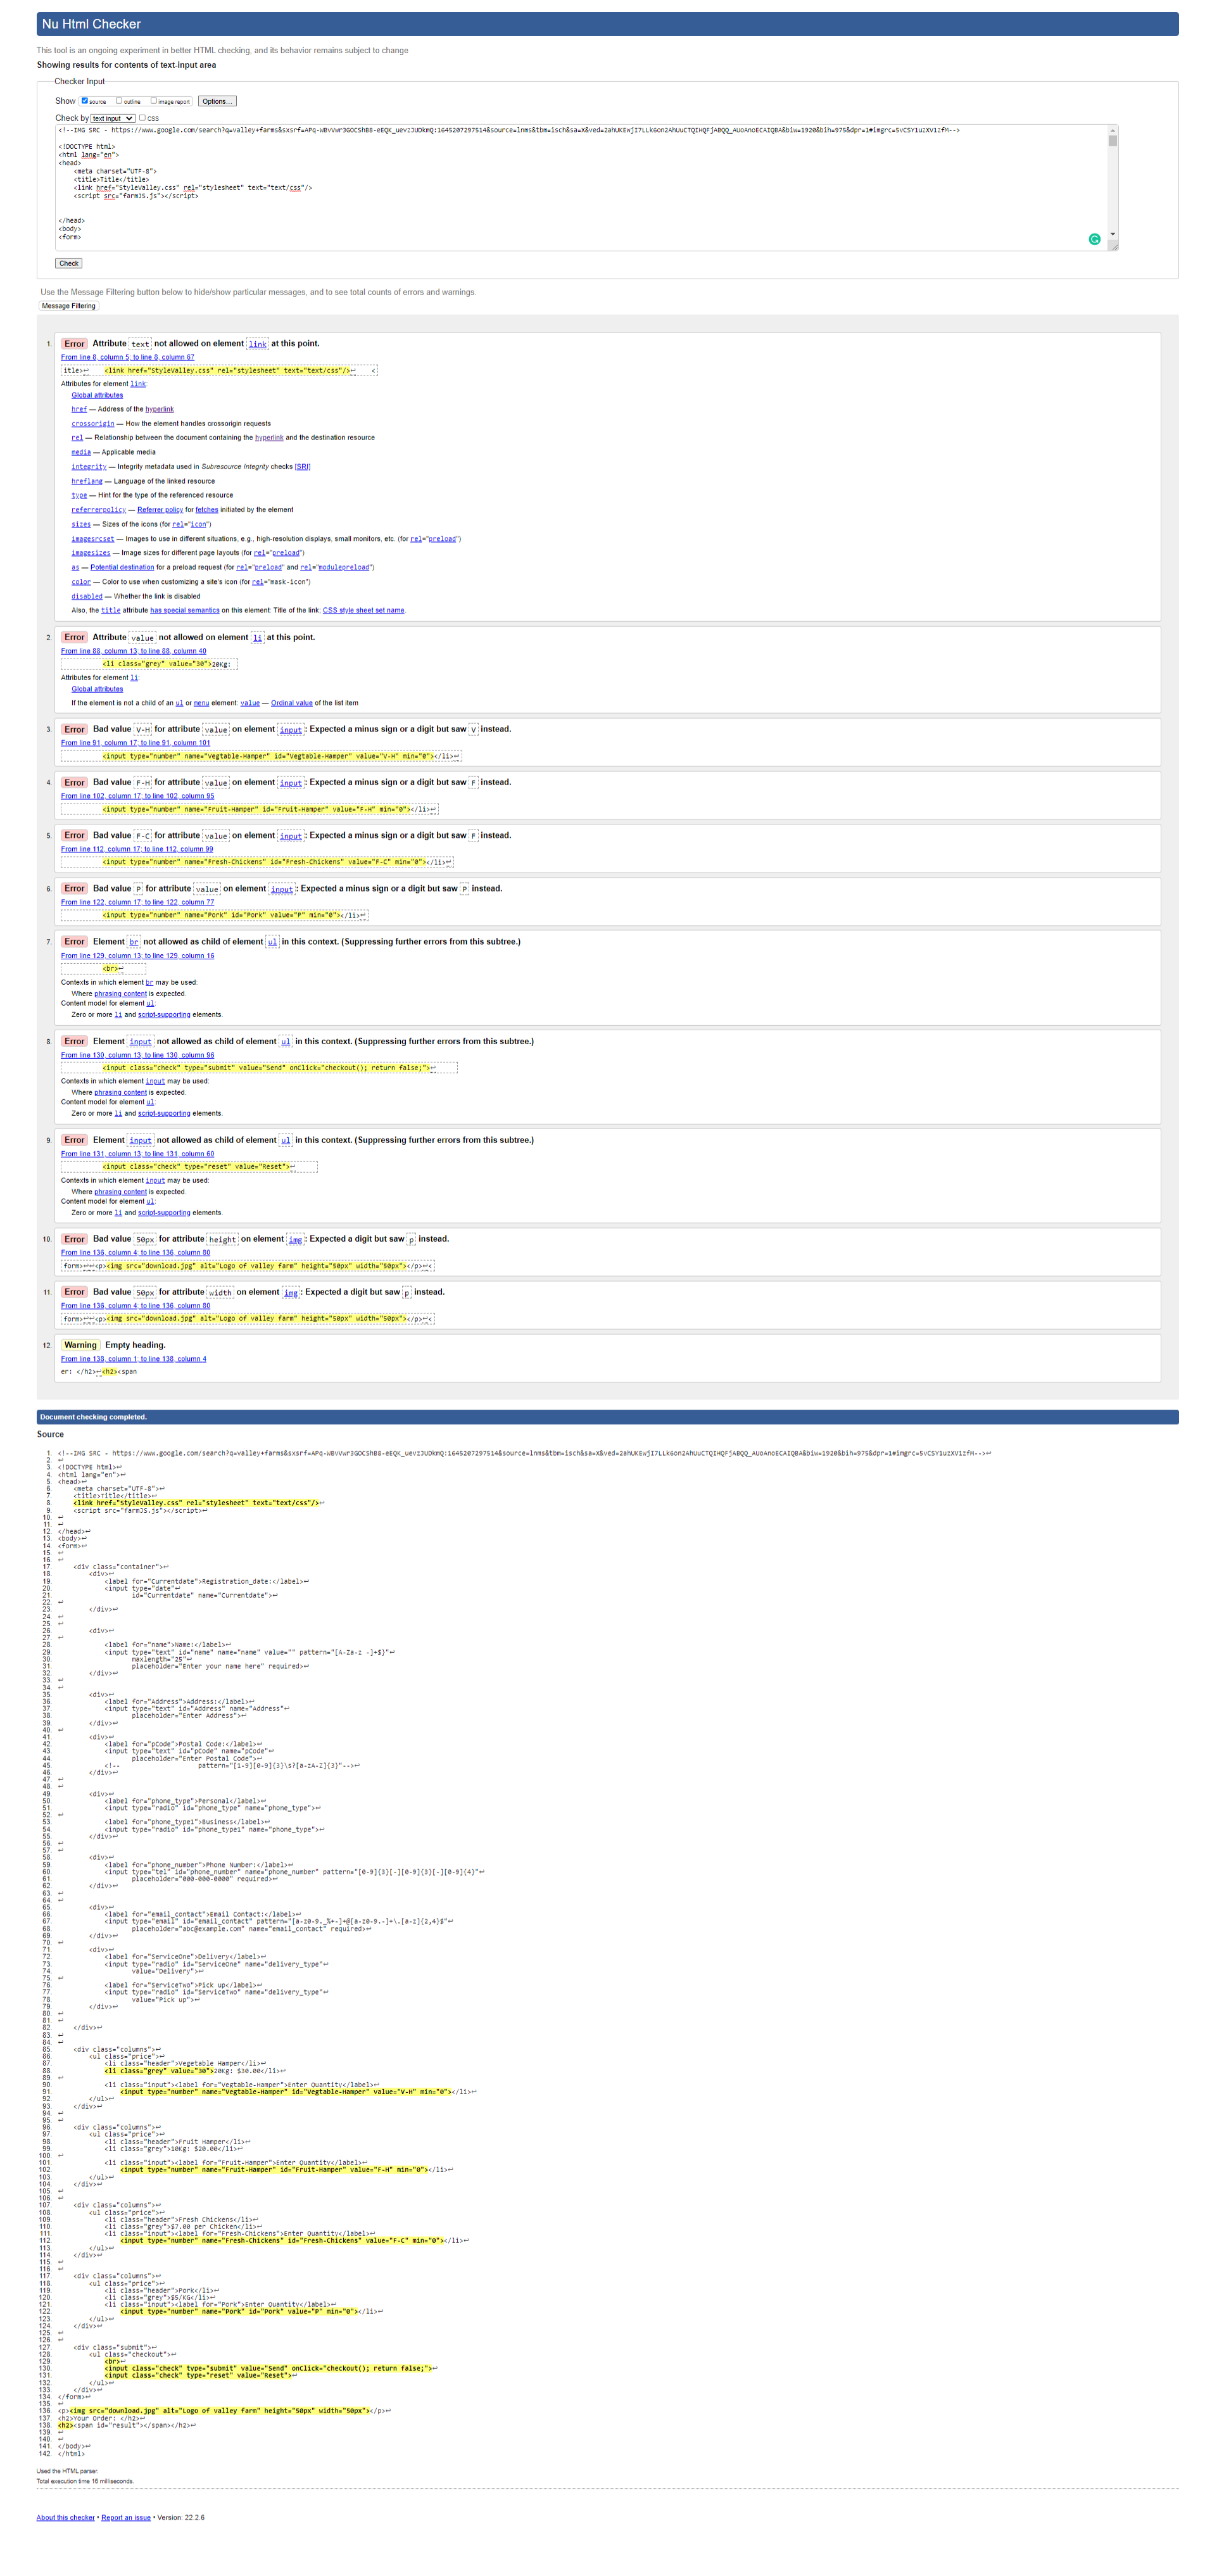 Nu Html Checker
This tool is an ongoing experiment in better HTML checking, and its behavior remains subject to change
Showing results for contents of text-input area
Checker Input
Show source outline image report Options...
Check by text input CSS
<!--IMG SRC - https://www.google.com/search?q=valley+farms&sxsrf=
<!DOCTYPE html>
<html lang="en">
<head>
    <meta charset="UTF-8">
    <title>Title</title>
    <link href="StyleValley.css" rel="stylesheet" text="text/css"/>
    <script src="farmJS.js"></script>
</head>
<body>
<form>
Check
Use the Message Filtering button below to hide/show particular messages, and to see total counts of errors and warnings.
Message Filtering
1. Error Attribute text not allowed on element link at this point.
From line 8, column 5; to line 8, column 67
itle>↩    <link href="StyleValley.css" rel="stylesheet" text="text/css"/>↩    <
Attributes for element link:
Global attributes
href — Address of the hyperlink
crossorigin — How the element handles crossorigin requests
rel — Relationship between the document containing the hyperlink and the destination resource
media — Applicable media
integrity — Integrity metadata used in Subresource Integrity checks [SRI]
hreflang — Language of the linked resource
type — Hint for the type of the referenced resource
referrerpolicy — Referrer policy for fetches initiated by the element
sizes — Sizes of the icons (for rel="icon")
imagesrcset — Images to use in different situations, e.g., high-resolution displays, small monitors, etc. (for rel="preload")
imagesizes — Image sizes for different page layouts (for rel="preload")
as — Potential destination for a preload request (for rel="preload" and rel="modulepreload")
color — Color to use when customizing a site's icon (for rel="mask-icon")
disabled — Whether the link is disabled
Also, the title attribute has special semantics on this element: Title of the link; CSS style sheet set name.
2. Error Attribute value not allowed on element li at this point.
From line 88, column 13; to line 88, column 40
<li class="grey" value="30">20Kg:
Attributes for element li:
Global attributes
If the element is not a child of an ul or menu element: value — Ordinal value of the list item
3. Error Bad value V-H for attribute value on element input: Expected a minus sign or a digit but saw V instead.
From line 91, column 17; to line 91, column 101
<input type="number" name="Vegtable-Hamper" id="Vegtable-Hamper" value="V-H" min="0"></li>↩
4. Error Bad value F-H for attribute value on element input: Expected a minus sign or a digit but saw F instead.
From line 102, column 17; to line 102, column 95
<input type="number" name="Fruit-Hamper" id="Fruit-Hamper" value="F-H" min="0"></li>↩
5. Error Bad value F-C for attribute value on element input: Expected a minus sign or a digit but saw F instead.
From line 112, column 17; to line 112, column 99
<input type="number" name="Fresh-Chickens" id="Fresh-Chickens" value="F-C" min="0"></li>↩
6. Error Bad value P for attribute value on element input: Expected a minus sign or a digit but saw P instead.
From line 122, column 17; to line 122, column 77
<input type="number" name="Pork" id="Pork" value="P" min="0"></li>↩
7. Error Element br not allowed as child of element ul in this context. (Suppressing further errors from this subtree.)
From line 129, column 13; to line 129, column 16
<br>↩
Contexts in which element br may be used:
Where phrasing content is expected.
Content model for element ul:
Zero or more li and script-supporting elements.
8. Error Element input not allowed as child of element ul in this context. (Suppressing further errors from this subtree.)
From line 130, column 13; to line 130, column 96
<input class="check" type="submit" value="Send" onClick="checkout(); return false;">↩
Contexts in which element input may be used:
Where phrasing content is expected.
Content model for element ul:
Zero or more li and script-supporting elements.
9. Error Element input not allowed as child of element ul in this context. (Suppressing further errors from this subtree.)
From line 131, column 13; to line 131, column 60
<input class="check" type="reset" value="Reset">↩
Contexts in which element input may be used:
Where phrasing content is expected.
Content model for element ul:
Zero or more li and script-supporting elements.
10. Error Bad value 50px for attribute height on element img: Expected a digit but saw p instead.
From line 136, column 4; to line 136, column 80
form>↩↩<p><img src="download.jpg" alt="Logo of valley farm" height="50px" width="50px"></p>↩<
11. Error Bad value 50px for attribute width on element img: Expected a digit but saw p instead.
From line 136, column 4; to line 136, column 80
form>↩↩<p><img src="download.jpg" alt="Logo of valley farm" height="50px" width="50px"></p>↩<
12. Warning Empty heading.
From line 138, column 1; to line 138, column 4
er: </h2>↩<h2><span
Document checking completed.
Source
1. <!--IMG SRC - https://www.google.com/search?q=valley+farms&sxsrf=
2. ↩
3. <!DOCTYPE html>↩
4. <html lang="en">↩
5. <head>↩
6.     <meta charset="UTF-8">↩
7.     <title>Title</title>↩
8.     <link href="StyleValley.css" rel="stylesheet" text="text/css"/>↩
9.     <script src="farmJS.js"></script>↩
10. ↩
11. ↩
12. </head>↩
13. <body>↩
14. <form>↩
15. ↩
16. ↩
17.     <div class="container">↩
18.         <div>↩
19.             <label for="Currentdate">Registration_date:</label>↩
20.             <input type="date"↩
21.                    id="Currentdate" name="Currentdate">↩
22. ↩
23.         </div>↩
24. ↩
25. ↩
26.         <div>↩
27. ↩
28.             <label for="name">Name:</label>↩
29.             <input type="text" id="name" name="name" value="" pattern="[A-Za-z -]+$}"↩
30.                    maxlength="25"↩
31.                    placeholder="Enter your name here" required>↩
32.         </div>↩
33. ↩
34. ↩
35.         <div>↩
36.             <label for="Address">Address:</label>↩
37.             <input type="text" id="Address" name="Address"↩
38.                    placeholder="Enter Address">↩
39.         </div>↩
40. ↩
41.         <div>↩
42.             <label for="pCode">Postal Code:</label>↩
43.             <input type="text" id="pCode" name="pCode"↩
44.                    placeholder="Enter Postal Code">↩
45.             <!--                    pattern="[1-9][0-9]{3}\s?[a-zA-Z]{3}"-->↩
46.         </div>↩
47. ↩
48. ↩
49.         <div>↩
50.             <label for="phone_type">Personal</label>↩
51.             <input type="radio" id="phone_type" name="phone_type">↩
52. ↩
53.             <label for="phone_type1">Business</label>↩
54.             <input type="radio" id="phone_type1" name="phone_type">↩
55.         </div>↩
56. ↩
57. ↩
58.         <div>↩
59.             <label for="phone_number">Phone Number:</label>↩
60.             <input type="tel" id="phone_number" name="phone_number" pattern="[0-9]{3}[-][0-9]{3}[-][0-9]{4}"↩
61.                    placeholder="000-000-0000" required>↩
62.         </div>↩
63. ↩
64. ↩
65.         <div>↩
66.             <label for="email_contact">Email Contact:</label>↩
67.             <input type="email" id="email_contact" pattern="[a-z0-9._%+-]+@[a-z0-9.-]+\.[a-z]{2,4}$"↩
68.                    placeholder="abc@example.com" name="email_contact" required>↩
69.         </div>↩
70. ↩
71.         <div>↩
72.             <label for="ServiceOne">Delivery</label>↩
73.             <input type="radio" id="ServiceOne" name="delivery_type"↩
74.                    value="Delivery">↩
75. ↩
76.             <label for="ServiceTwo">Pick up</label>↩
77.             <input type="radio" id="ServiceTwo" name="delivery_type"↩
78.                    value="Pick up">↩
79.         </div>↩
80. ↩
81. ↩
82.     </div>↩
83. ↩
84. ↩
85.     <div class="columns">↩
86.         <ul class="price">↩
87.             <li class="header">Vegetable Hamper</li>↩
88.             <li class="grey" value="30">20Kg: $30.00</li>↩
89. ↩
90.             <li class="input"><label for="Vegtable-Hamper">Enter Quantity</label>↩
91.                 <input type="number" name="Vegtable-Hamper" id="Vegtable-Hamper" value="V-H" min="0"></li>↩
92.         </ul>↩
93.     </div>↩
94. ↩
95. ↩
96.     <div class="columns">↩
97.         <ul class="price">↩
98.             <li class="header">Fruit Hamper</li>↩
99.             <li class="grey">10Kg: $20.00</li>↩
100. ↩
101.             <li class="input"><label for="Fruit-Hamper">Enter Quantity</label>↩
102.                 <input type="number" name="Fruit-Hamper" id="Fruit-Hamper" value="F-H" min="0"></li>↩
103.         </ul>↩
104.     </div>↩
105. ↩
106. ↩
107.     <div class="columns">↩
108.         <ul class="price">↩
109.             <li class="header">Fresh Chickens</li>↩
110.             <li class="grey">$7.00 per Chicken</li>↩
111.             <li class="input"><label for="Fresh-Chickens">Enter Quantity</label>↩
112.                 <input type="number" name="Fresh-Chickens" id="Fresh-Chickens" value="F-C" min="0"></li>↩
113.         </ul>↩
114.     </div>↩
115. ↩
116. ↩
117.     <div class="columns">↩
118.         <ul class="price">↩
119.             <li class="header">Pork</li>↩
120.             <li class="grey">$5/KG</li>↩
121.             <li class="input"><label for="Pork">Enter Quantity</label>↩
122.                 <input type="number" name="Pork" id="Pork" value="P" min="0"></li>↩
123.         </ul>↩
124.     </div>↩
125. ↩
126. ↩
127.     <div class="submit">↩
128.         <ul class="checkout">↩
129.             <br>↩
130.             <input class="check" type="submit" value="Send" onClick="checkout(); return false;">↩
131.             <input class="check" type="reset" value="Reset">↩
132.         </ul>↩
133.     </div>↩
134. </form>↩
135. ↩
136. <p><img src="download.jpg" alt="Logo of valley farm" height="50px" width="50px"></p>↩
137. <h2>Your Order: </h2>↩
138. <h2><span id="result"></span></h2>↩
139. ↩
140. ↩
141. </body>↩
142. </html>
Used the HTML parser.
Total execution time 16 milliseconds.
About this checker • Report an issue • Version: 22.2.6